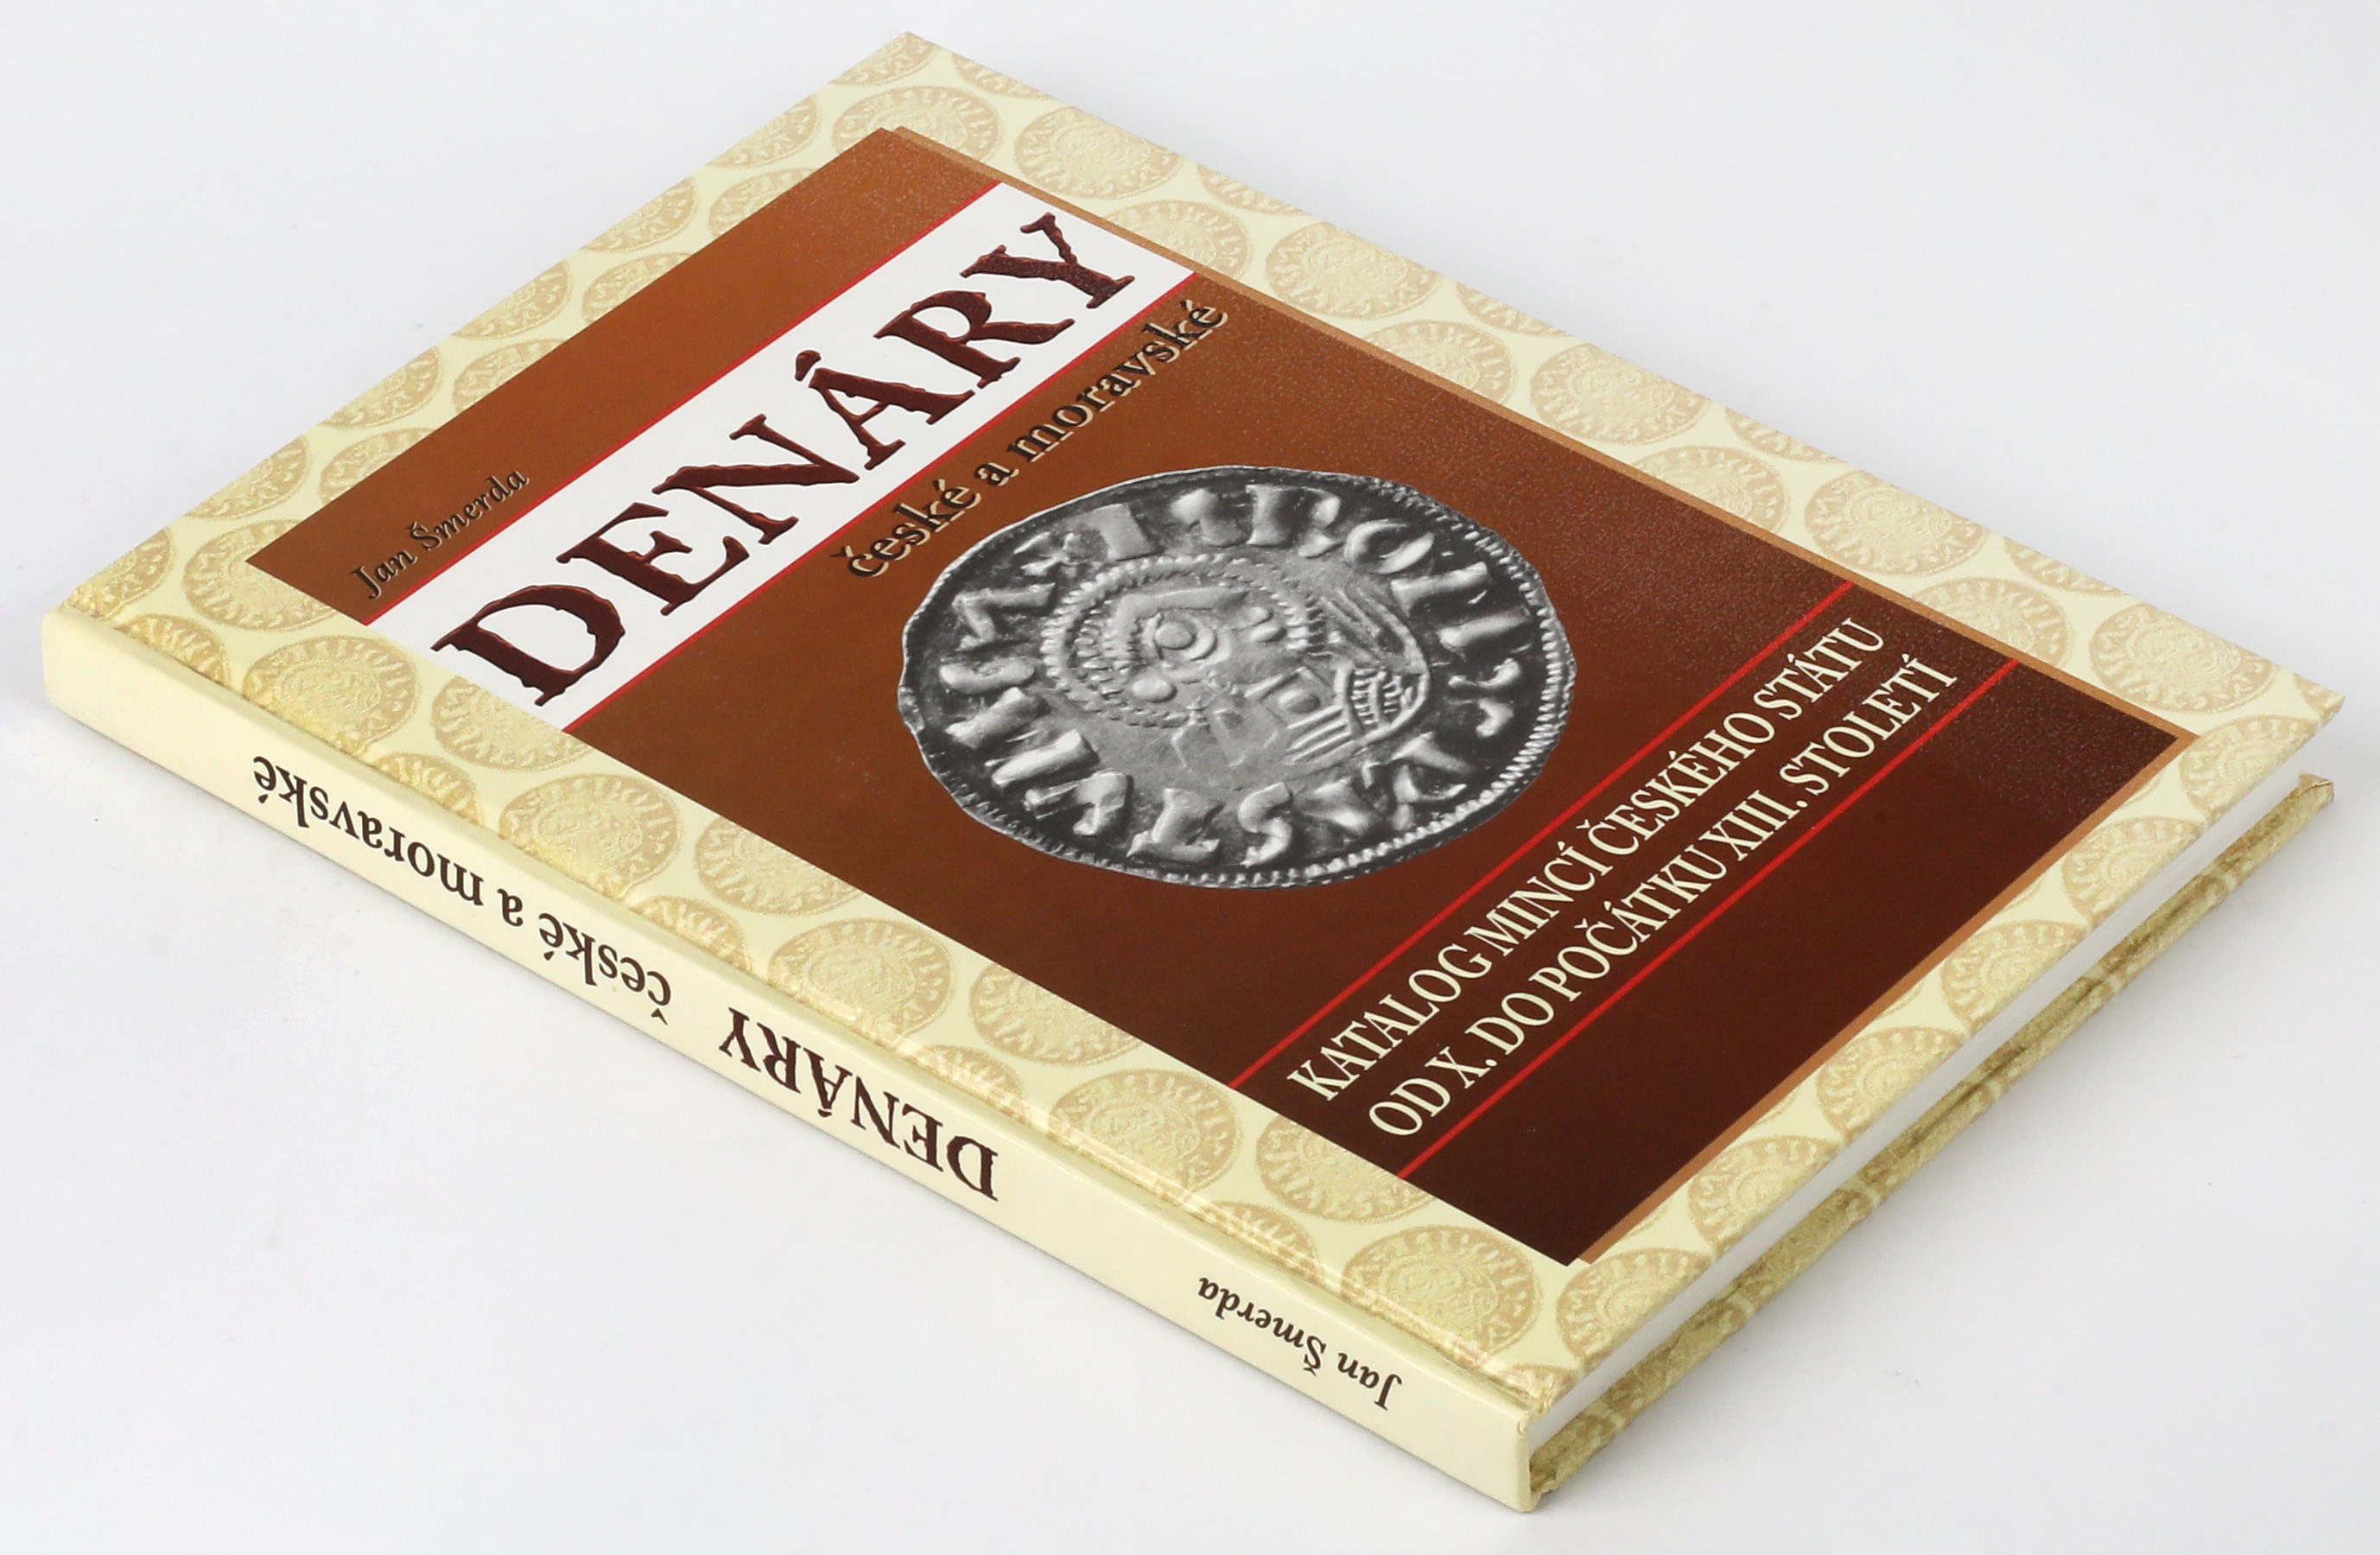 Jan Šmerda
DENÁRY
české a moravské
KATALOG MINCÍ ČESKÉHO STÁTU
OD X. DO POČÁTKU XIII. STOLETÍ
Jan Šmerda DENÁRY české a moravské